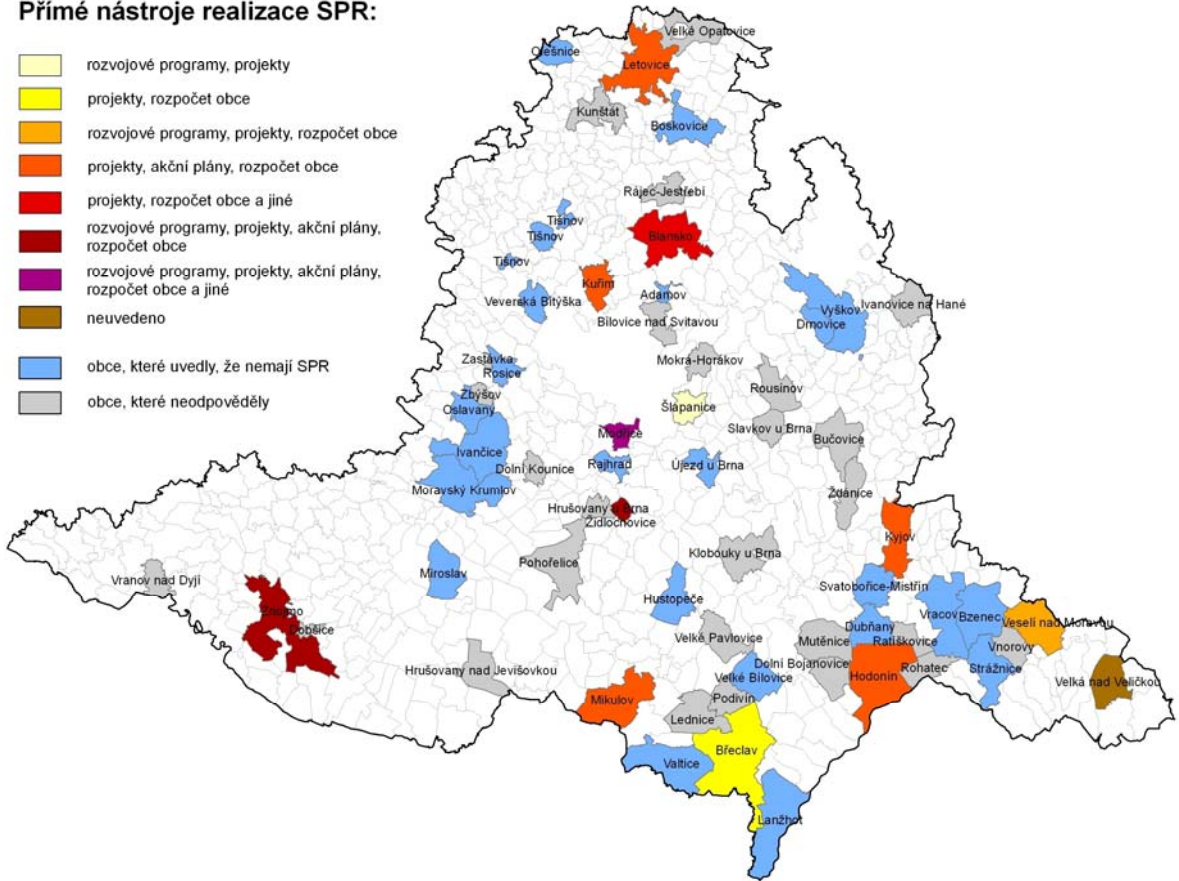 Přímé nástroje realizace SPR:
rozvojové programy, projekty
projekty, rozpočet obce
rozvojové programy, projekty, rozpočet obce
projekty, akční plány, rozpočet obce
projekty, rozpočet obce a jiné
rozvojové programy, projekty, akční plány,
rozpočet obce
rozvojové programy, projekty, akční plány,
rozpočet obce a jiné
neuvedeno
obce, které uvedly, že nemají SPR
obce, které neodpověděly
Velké Opatovice
Olešnice
Letovice
Kunštát
Boskovice
Rájec-Jestřebí
Tišnov
Tišnov
Blansko
Tišnov
Kuřim
Adamov
Veverská Bítýška
Vyškov
Ivanovice na Hané
Bílovice nad Svitavou
Drnovice
Zastávka
Mokrá-Horákov
Rosice
Rousínov
Zbýšov
Oslavany
Šlapanice
Slavkov u Brna
Modřice
Bučovice
Ivančice
Dolní Kounice
Rajhrad
Újezd u Brna
Moravský Krumlov
Ždánice
Hrušovany u Brna
Židlochovice
Kyjov
Klobouky u Brna
Pohořelice
Vranov nad Dyjí
Miroslav
Svatobořice-Mistřín
Hustopeče
Znojmo
Vracov
Bzenec
Veselí nad Moravou
Dobšice
Dubňany
Velké Pavlovice
Mutěnice
Ratíškovice
Vnorovy
Dolní Bojanovice
Rohatec
Strážnice
Hrušovany nad Jevišovkou
Velké Bílovice
Hodonín
Velká nad Veličkou
Mikulov
Podivín
Lednice
Břeclav
Valtice
Lanžhot